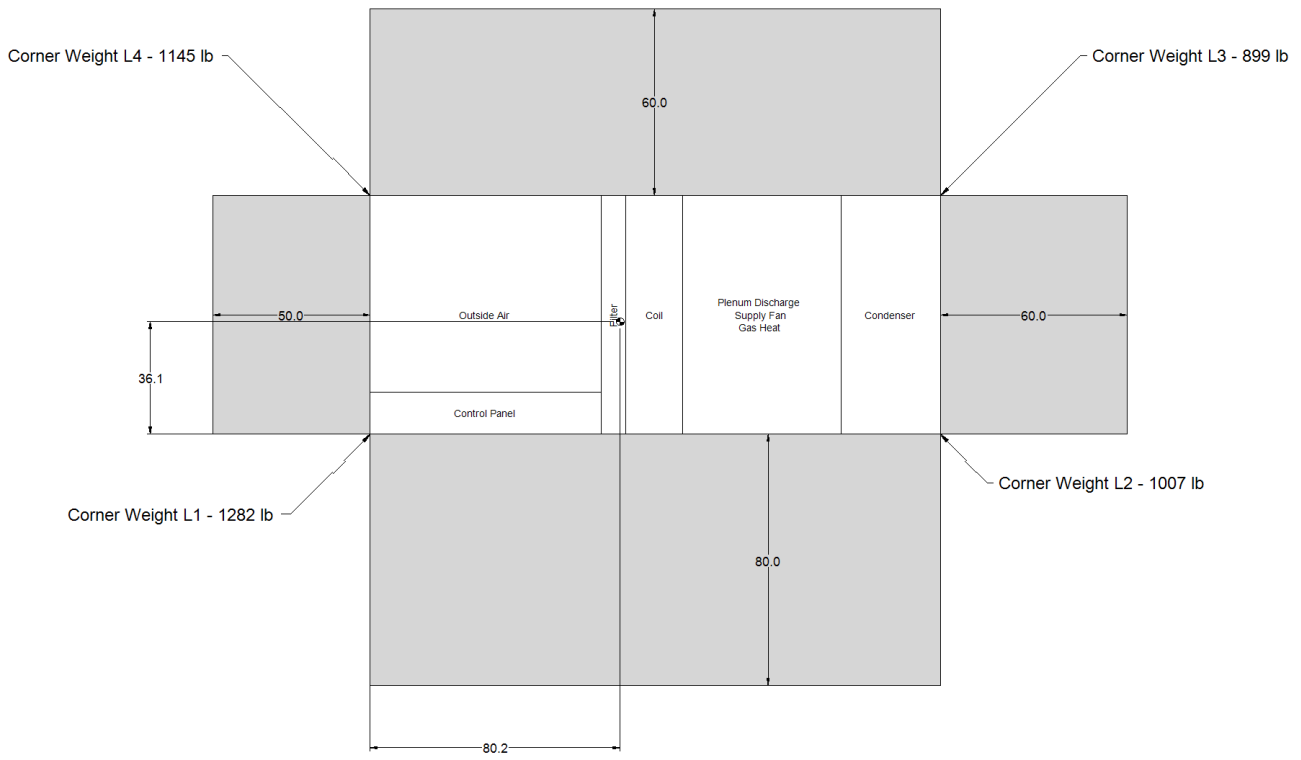 Corner Weight L4 - 1145 lb
Corner Weight L3 - 899 lb
60.0
Plenum Discharge
Supply Fan
Gas Heat
Outside Air
Filter
Coil
Condenser
50.0
60.0
36.1
Control Panel
Corner Weight L2 - 1007 lb
Corner Weight L1 - 1282 lb
80.0
80.2